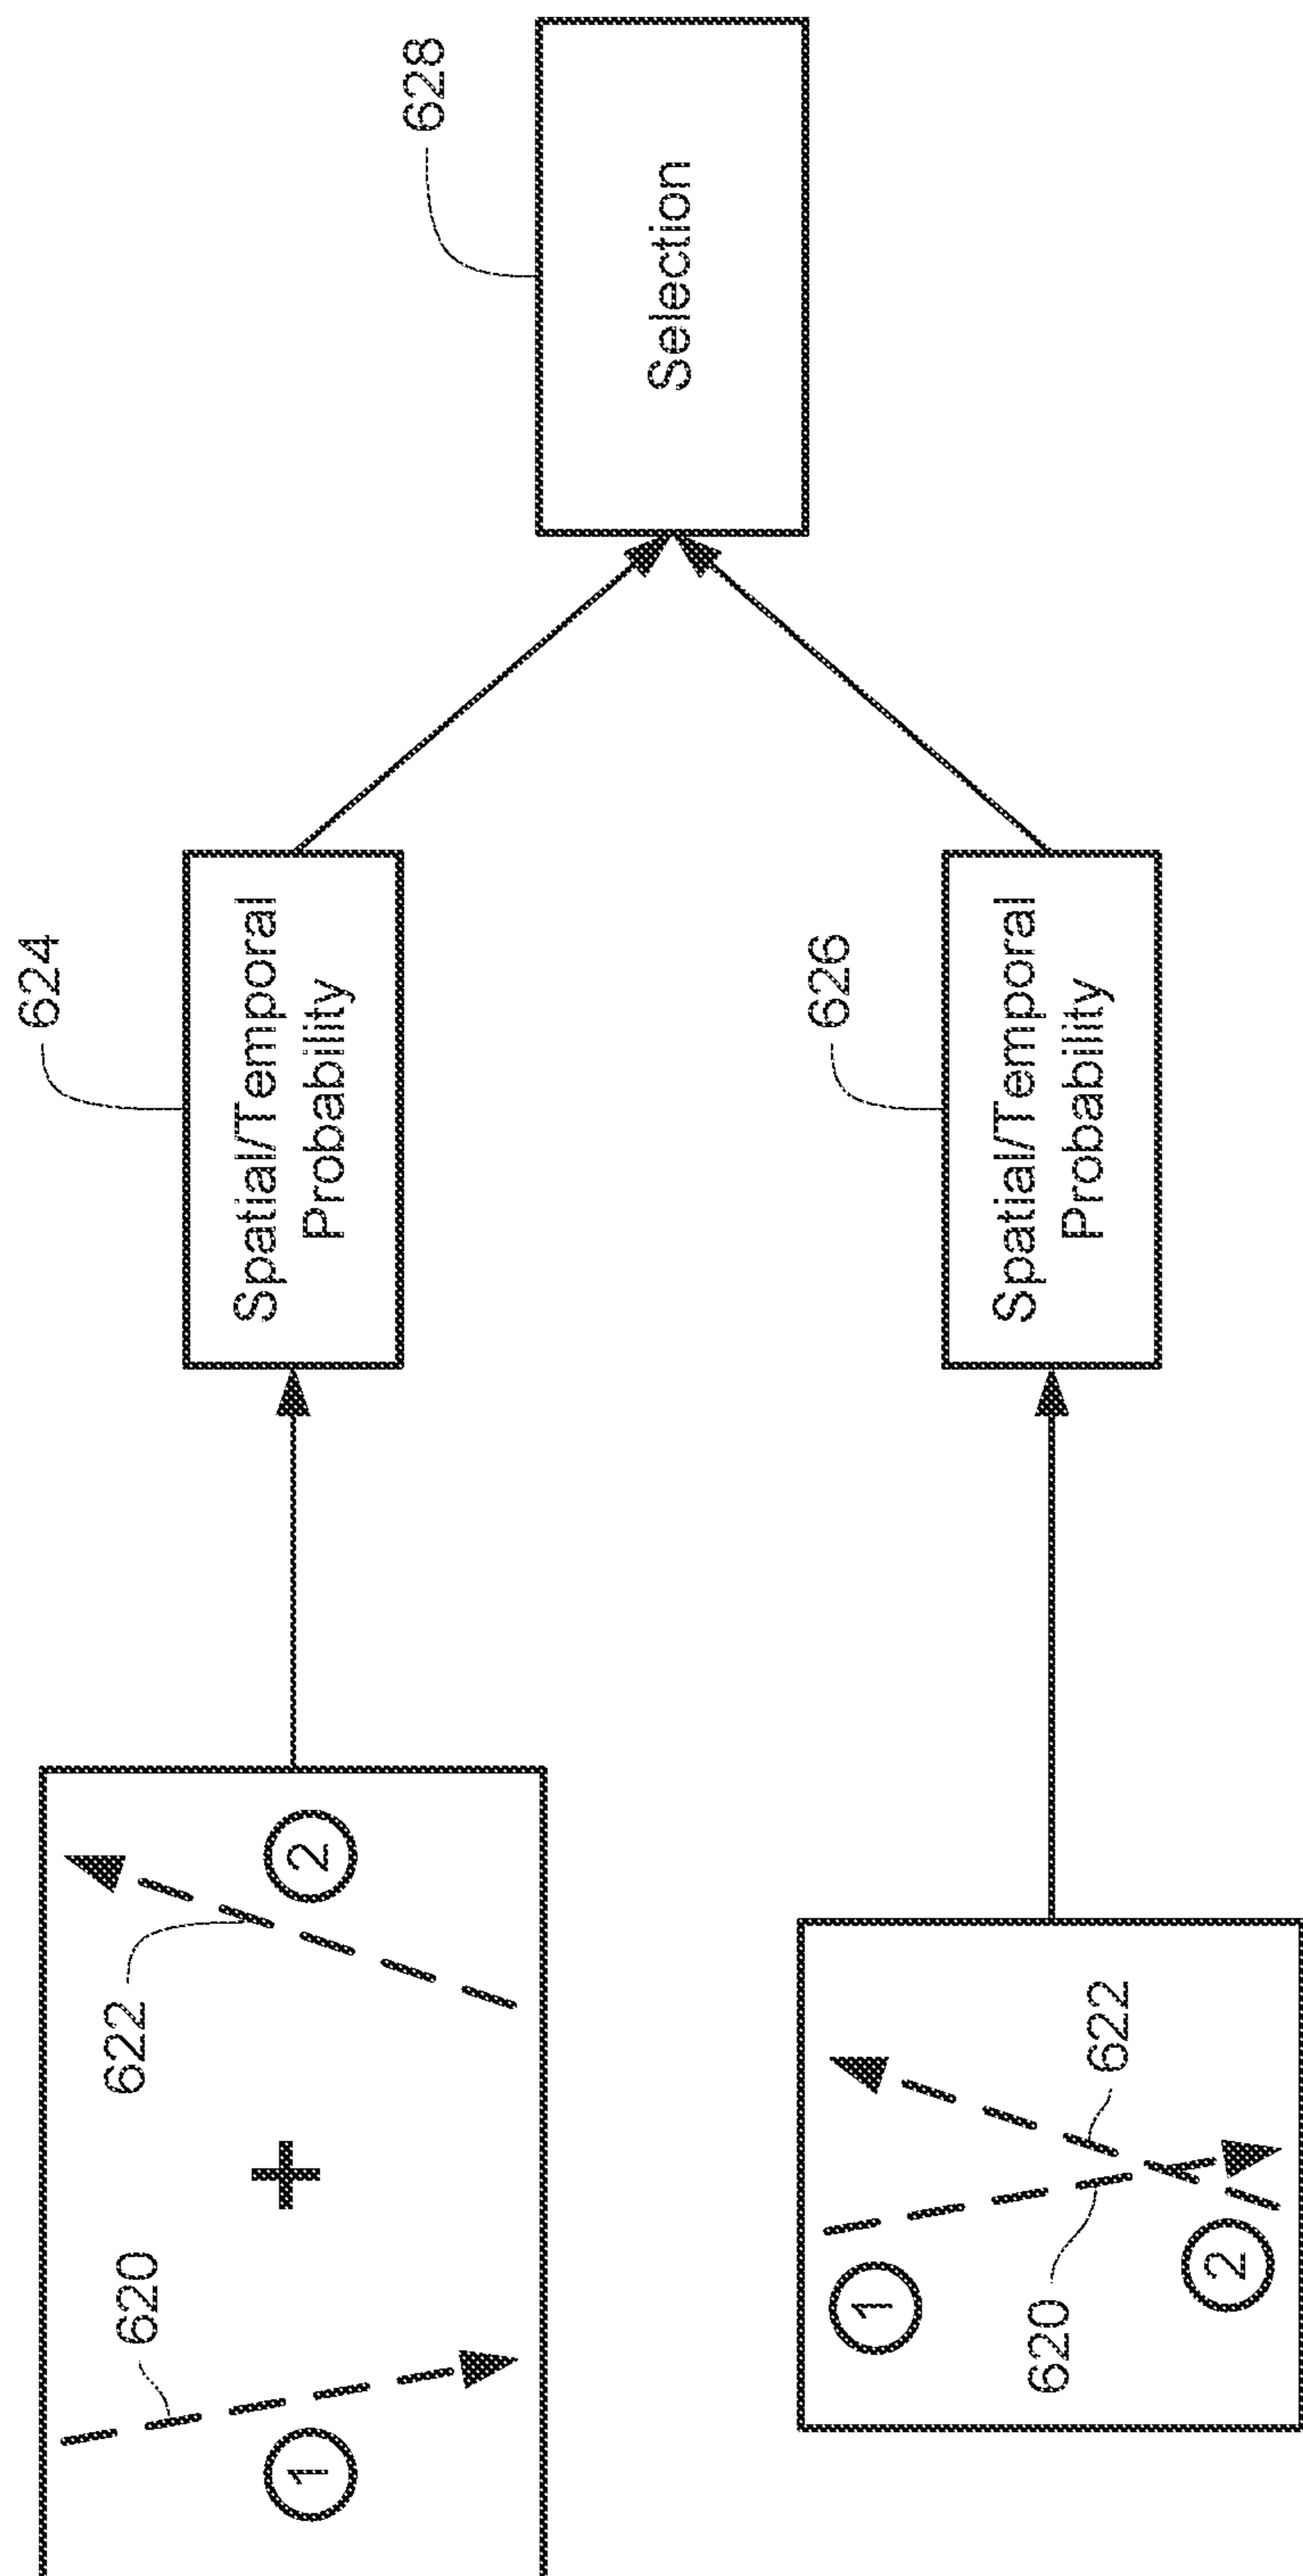 620
622
1
+
2
624
Spatial/Temporal
Probability
1
620
622
2
626
Spatial/Temporal
Probability
628
Selection